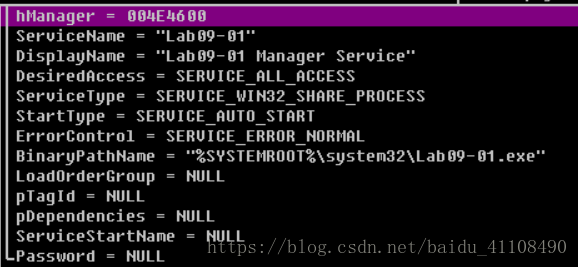 hManager = 004E4600
ServiceName = "Lab09-01"
DisplayName = "Lab09-01 Manager Service"
DesiredAccess = SERVICE_ALL_ACCESS
ServiceType = SERVICE_WIN32_SHARE_PROCESS
StartType = SERVICE_AUTO_START
ErrorControl = SERVICE_ERROR_NORMAL
BinaryPathName = "%SYSTEMROOT%\system32\Lab09-01.exe"
LoadOrderGroup = NULL
pTagId = NULL
pDependencies = NULL
ServiceStartName = NULL
https://blog.csdn.net/baidu_41108490
Password = NULL